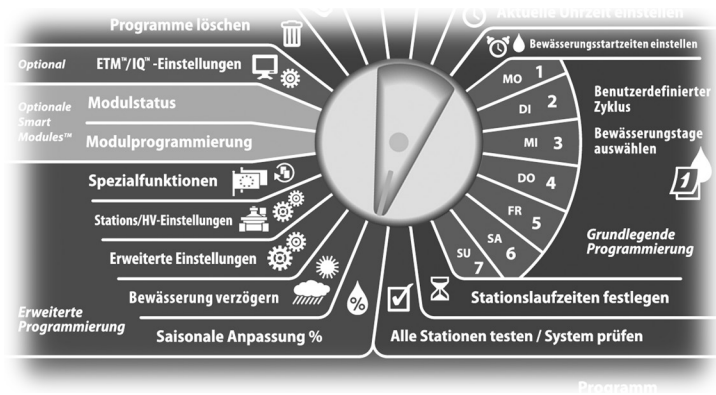 Programme löschen
Aktuelle Uhrzeit einstellen
Optional
ETM™/IQ™-Einstellungen
Bewässerungsstartzeiten einstellen
Optionale
Smart
Modules™
Modulstatus
Modulprogrammierung
MO 1
DI 2
MI 3
DO 4
FR 5
SA 6
SU 7
Benutzerdefinierter
Zyklus
Bewässerungstage
auswählen
1
Spezialfunktionen
Stations/HV-Einstellungen
Erweiterte Einstellungen
Grundlegende
Programmierung
Bewässerung verzögern
%
Stationslaufzeiten festlegen
Erweiterte
Programmierung
Saisonale Anpassung %
Alle Stationen testen / System prüfen
Programm